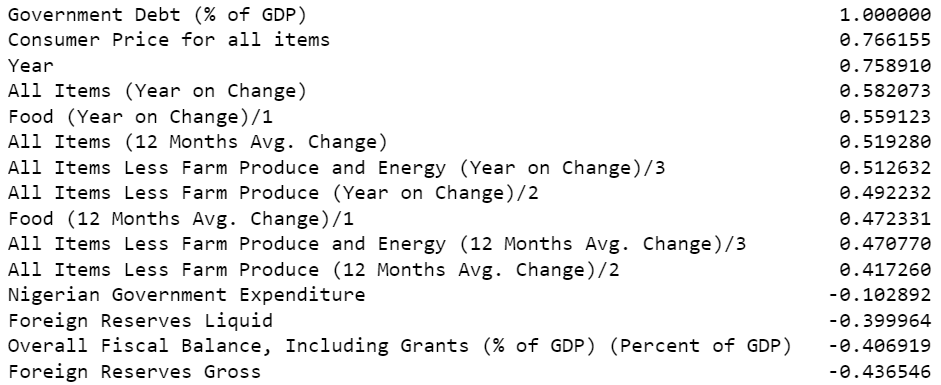 Government Debt (% of GDP) 1.000000
Consumer Price for all items 0.766155
Year 0.758910
All Items (Year on Change) 0.582073
Food (Year on Change)/1 0.559123
All Items (12 Months Avg. Change) 0.519280
All Items Less Farm Produce and Energy (Year on Change)/3 0.512632
All Items Less Farm Produce (Year on Change)/2 0.492232
Food (12 Months Avg. Change)/1 0.472331
All Items Less Farm Produce and Energy (12 Months Avg. Change)/3 0.470770
All Items Less Farm Produce (12 Months Avg. Change)/2 0.417260
Nigerian Government Expenditure -0.102892
Foreign Reserves Liquid -0.399964
Overall Fiscal Balance, Including Grants (% of GDP) (Percent of GDP) -0.406919
Foreign Reserves Gross -0.436546